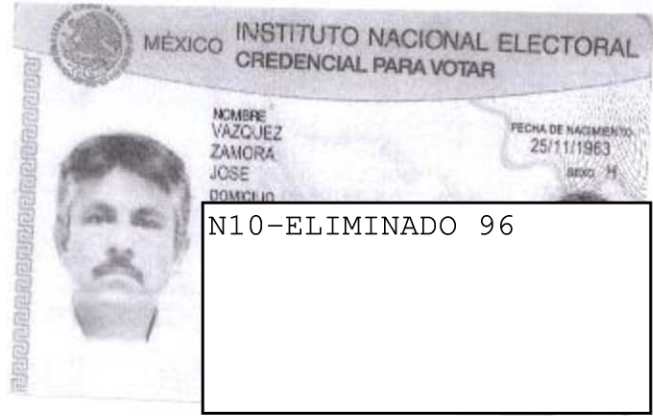 MÉXICO INSTITUTO NACIONAL ELECTORAL
CREDENCIAL PARA VOTAR
NOMBRE
VAZQUEZ
ZAMORA
JOSE
FECHA DE NACIMIENTO
25/11/1963
SEXO H
DOMICILIO
N10-ELIMINADO 96